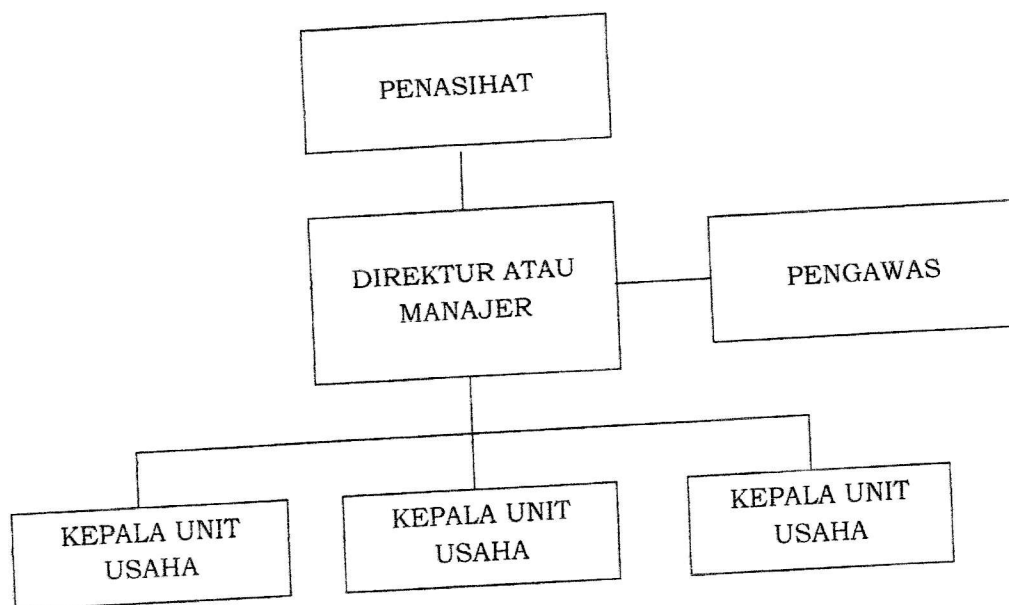 PENASIHAT
DIREKTUR ATAU
MANAJER
PENGAWAS
KEPALA UNIT
USAHA
KEPALA UNIT
USAHA
KEPALA UNIT
USAHA